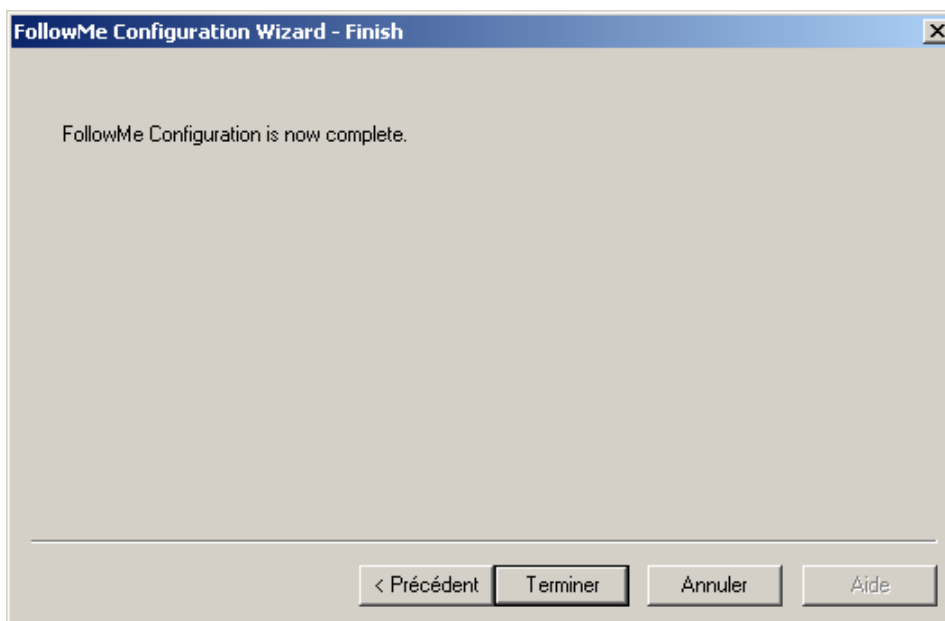 FollowMe Configuration Wizard - Finish
FollowMe Configuration is now complete.
< Précédent Terminer Annuler Aide